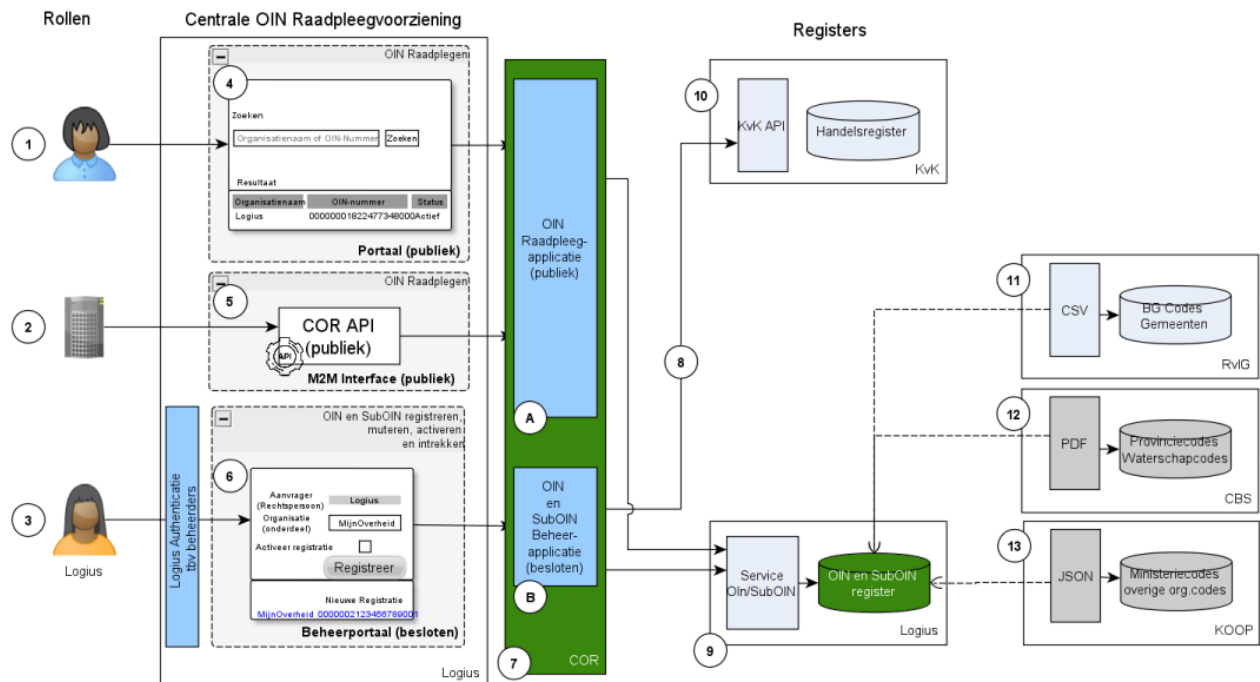 Rollen
Centrale OIN Raadpleegvoorziening
Registers
1
4
OIN Raadplegen
Zoeken
Organisatienaam of OIN-Nummer
Zoeken
Resultaat
Organisatienaam OIN-nummer Status
Logius 00000001822477348000Actief
Portaal (publiek)
2
5
OIN Raadplegen
COR API
(publiek)
API
M2M Interface (publiek)
3
Logius
Logius Authenticatie
tbv beheerders
OIN en SubOIN registreren,
muteren, activeren
en intrekken
6
Aanvrager
(Rechtspersoon)
Logius
Organisatie
(onderdeel)
MijnOverheid
Activeer registratie
Registreer
Nieuwe Registratie
MijnOverheid 0000002123456789001
Beheerportaal (besloten)
Logius
OIN
Raadpleeg-
applicatie
(publiek)
A
OIN
en
SubOIN
Beheer-
applicatie
(besloten)
B
7
COR
8
10
KvK API
Handelsregister
KvK
11
CSV
BG Codes
Gemeenten
RvIG
12
PDF
Provinciecodes
Waterschapcodes
CBS
13
JSON
Ministeriecodes
overige org.codes
KOOP
Service
OIn/SubOIN
OIN en SubOIN
register
9
Logius